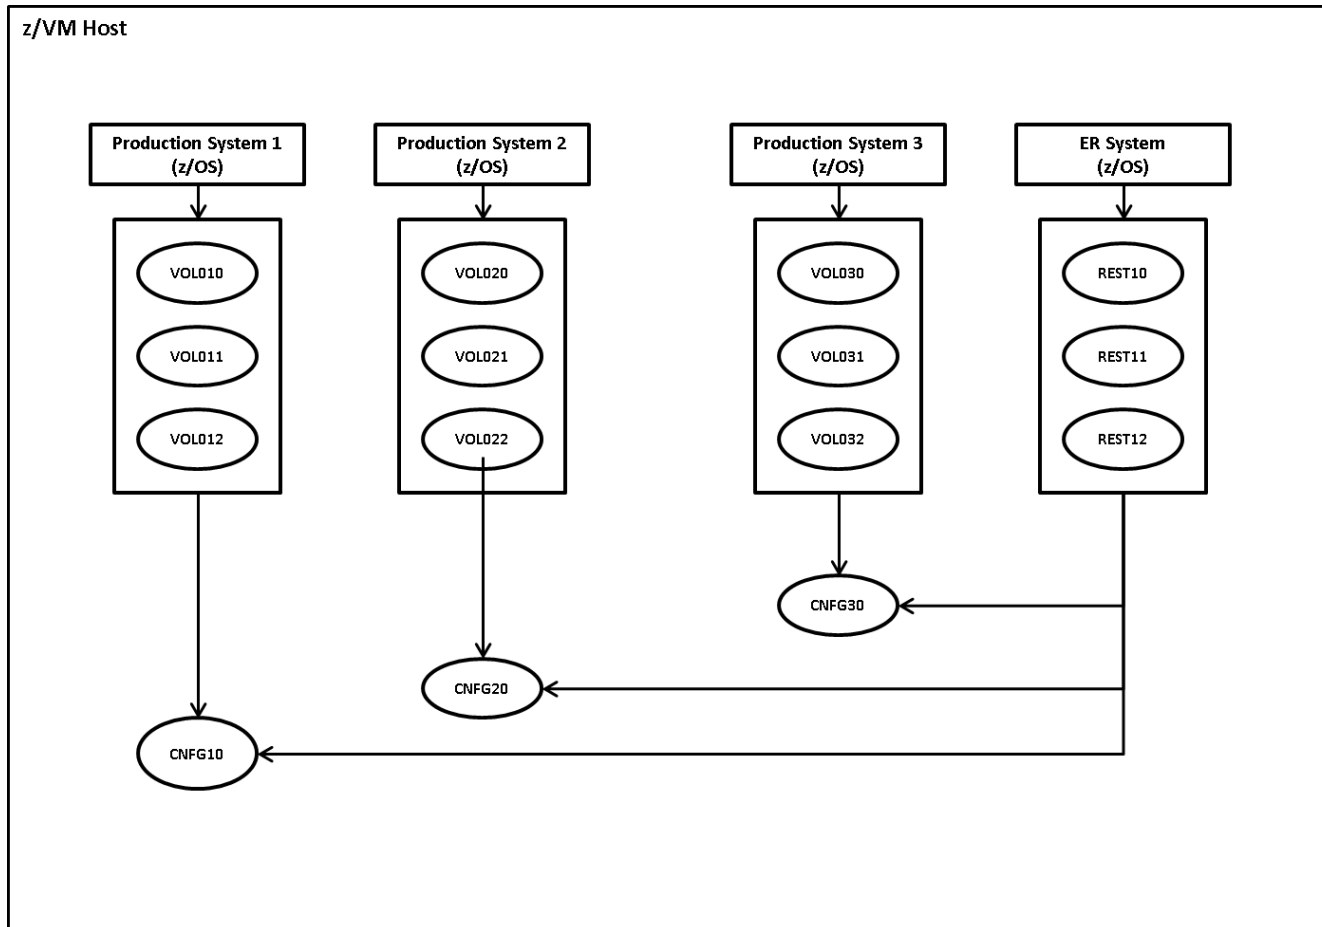 z/VM Host
Production System 1
(z/OS)
Production System 2
(z/OS)
Production System 3
(z/OS)
ER System
(z/OS)
VOL010
VOL020
VOL030
REST10
VOL011
VOL021
VOL031
REST11
VOL012
VOL022
VOL032
REST12
CNFG30
CNFG20
CNFG10